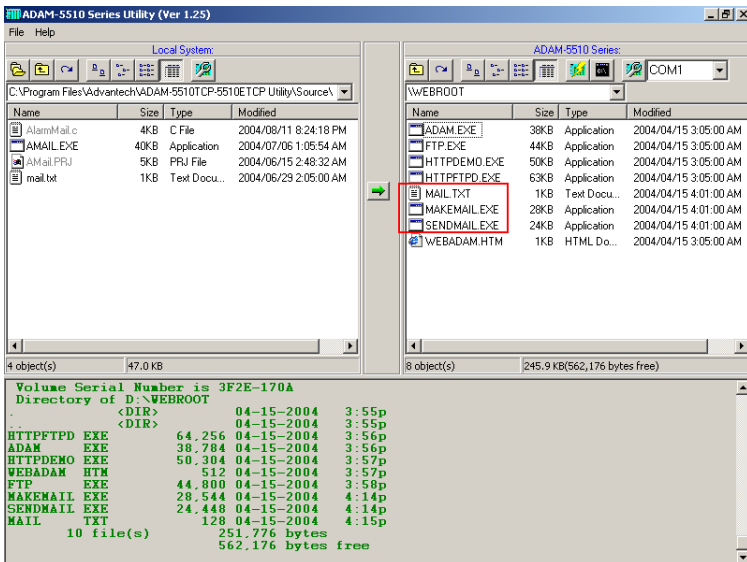 ADAM-5510 Series Utility (Ver 1.25)
File Help
Local System:
C:\Program Files\Advantech\ADAM-5510TCP-5510ETCP Utility\Source\
Name Size Type Modified
AlarmMail.c 4KB C File 2004/08/11 8:24:18 PM
AMAIL.EXE 40KB Application 2004/07/06 1:05:54 AM
AMail.PRJ 5KB PRJ File 2004/06/15 2:48:32 AM
mail.txt 1KB Text Docu... 2004/06/29 2:05:00 AM
4 object(s) 47.0 KB
ADAM-5510 Series:
COM1
\WEBROOT
Name Size Type Modified
ADAM.EXE 38KB Application 2004/04/15 3:05:00 AM
FTP.EXE 44KB Application 2004/04/15 3:05:00 AM
HTTPDEMO.EXE 50KB Application 2004/04/15 3:05:00 AM
HTTPFTPD.EXE 63KB Application 2004/04/15 3:05:00 AM
MAIL.TXT 1KB Text Docu... 2004/04/15 4:01:00 AM
MAKEMAIL.EXE 28KB Application 2004/04/15 4:01:00 AM
SENDMAIL.EXE 24KB Application 2004/04/15 4:01:00 AM
WEBADAM.HTM 1KB HTML Do... 2004/04/15 3:05:00 AM
8 object(s) 245.9 KB(562,176 bytes free)
Volume Serial Number is 3F2E-170A
Directory of D:\WEBROOT
. <DIR> 04-15-2004 3:55p
.. <DIR> 04-15-2004 3:55p
HTTPFTPD EXE 64,256 04-15-2004 3:56p
ADAM EXE 38,784 04-15-2004 3:56p
HTTPDEMO EXE 50,304 04-15-2004 3:57p
WEBADAM HTM 512 04-15-2004 3:57p
FTP EXE 44,800 04-15-2004 3:58p
MAKEMAIL EXE 28,544 04-15-2004 4:14p
SENDMAIL EXE 24,448 04-15-2004 4:14p
MAIL TXT 128 04-15-2004 4:15p
10 file(s) 251,776 bytes
562,176 bytes free